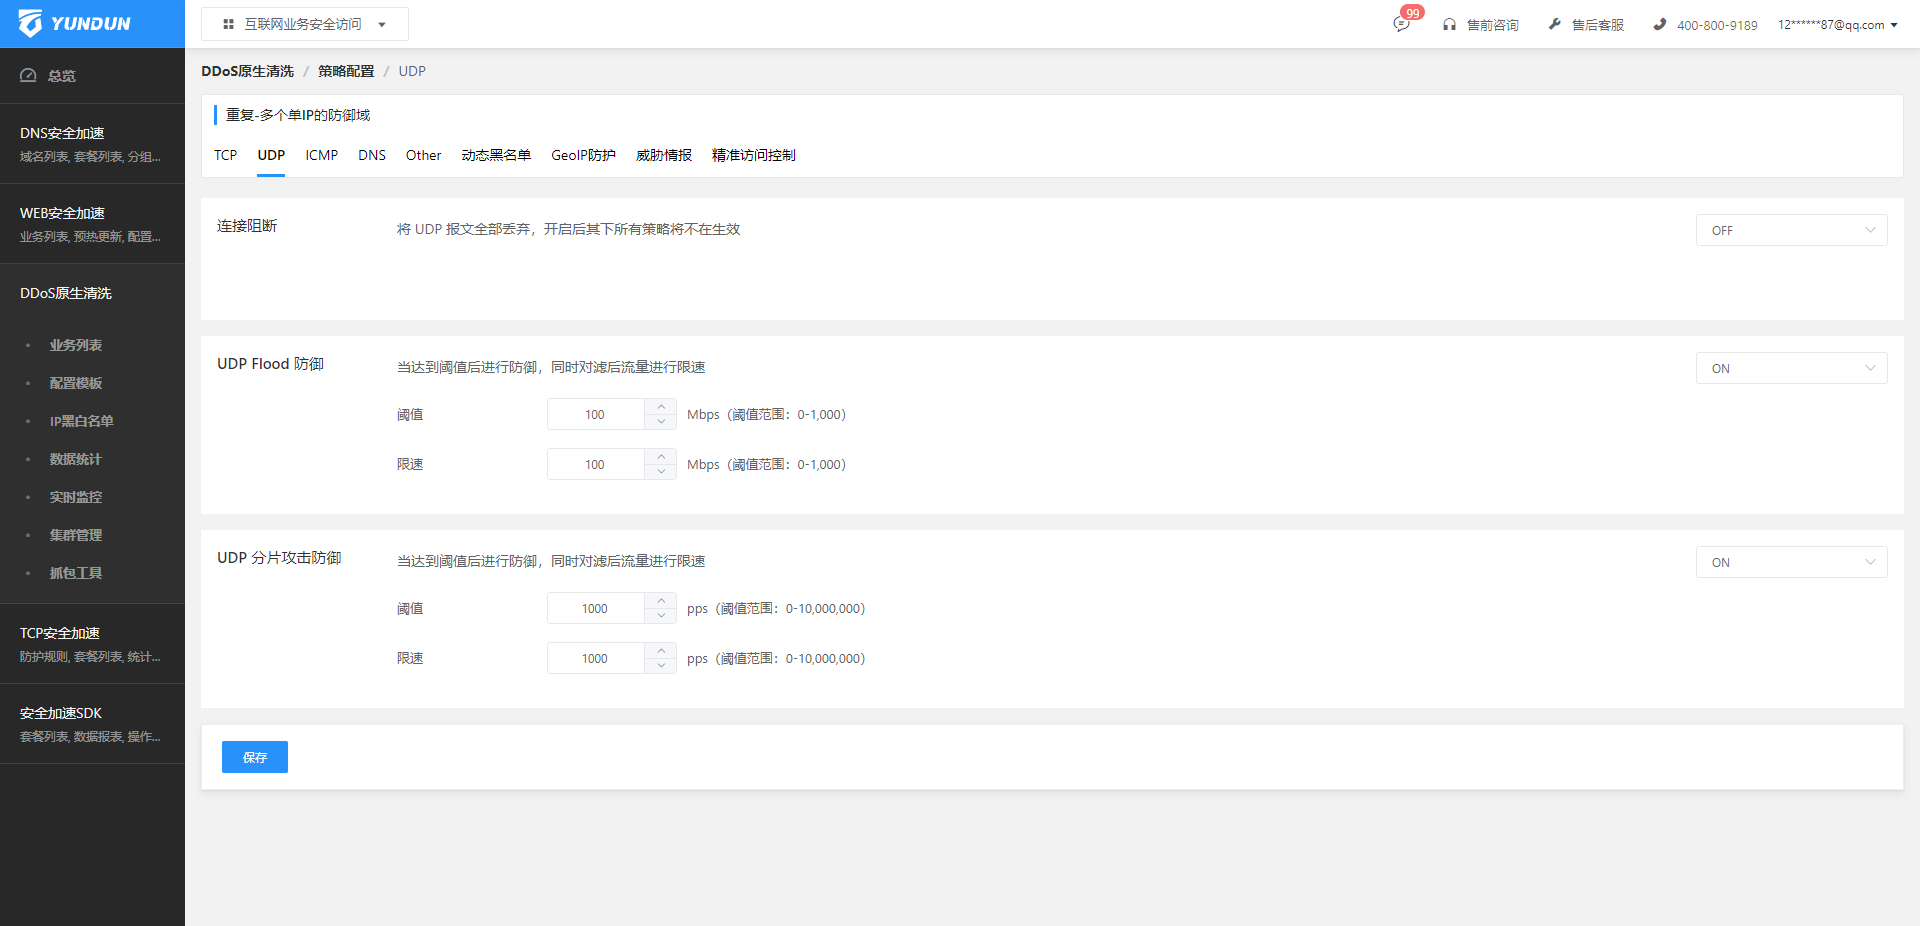 YUNDUN
互联网业务安全访问
99
售前咨询
售后客服
400-800-9189
12******87@qq.com
总览
DNS安全加速
域名列表, 套餐列表, 分组...
WEB安全加速
业务列表, 预热更新, 配置...
DDoS原生清洗
业务列表
配置模板
IP黑白名单
数据统计
实时监控
集群管理
抓包工具
TCP安全加速
防护规则, 套餐列表, 统计...
安全加速SDK
套餐列表, 数据报表, 操作...
DDoS原生清洗 / 策略配置 / UDP
重复-多个单IP的防御域
TCP UDP ICMP DNS Other 动态黑名单 GeoIP防护 威胁情报 精准访问控制
连接阻断 将 UDP 报文全部丢弃，开启后其下所有策略将不在生效 OFF
UDP Flood 防御 当达到阈值后进行防御，同时对滤后流量进行限速 ON
阈值 100 Mbps（阈值范围：0-1,000）
限速 100 Mbps（阈值范围：0-1,000）
UDP 分片攻击防御 当达到阈值后进行防御，同时对滤后流量进行限速 ON
阈值 1000 pps（阈值范围：0-10,000,000）
限速 1000 pps（阈值范围：0-10,000,000）
保存